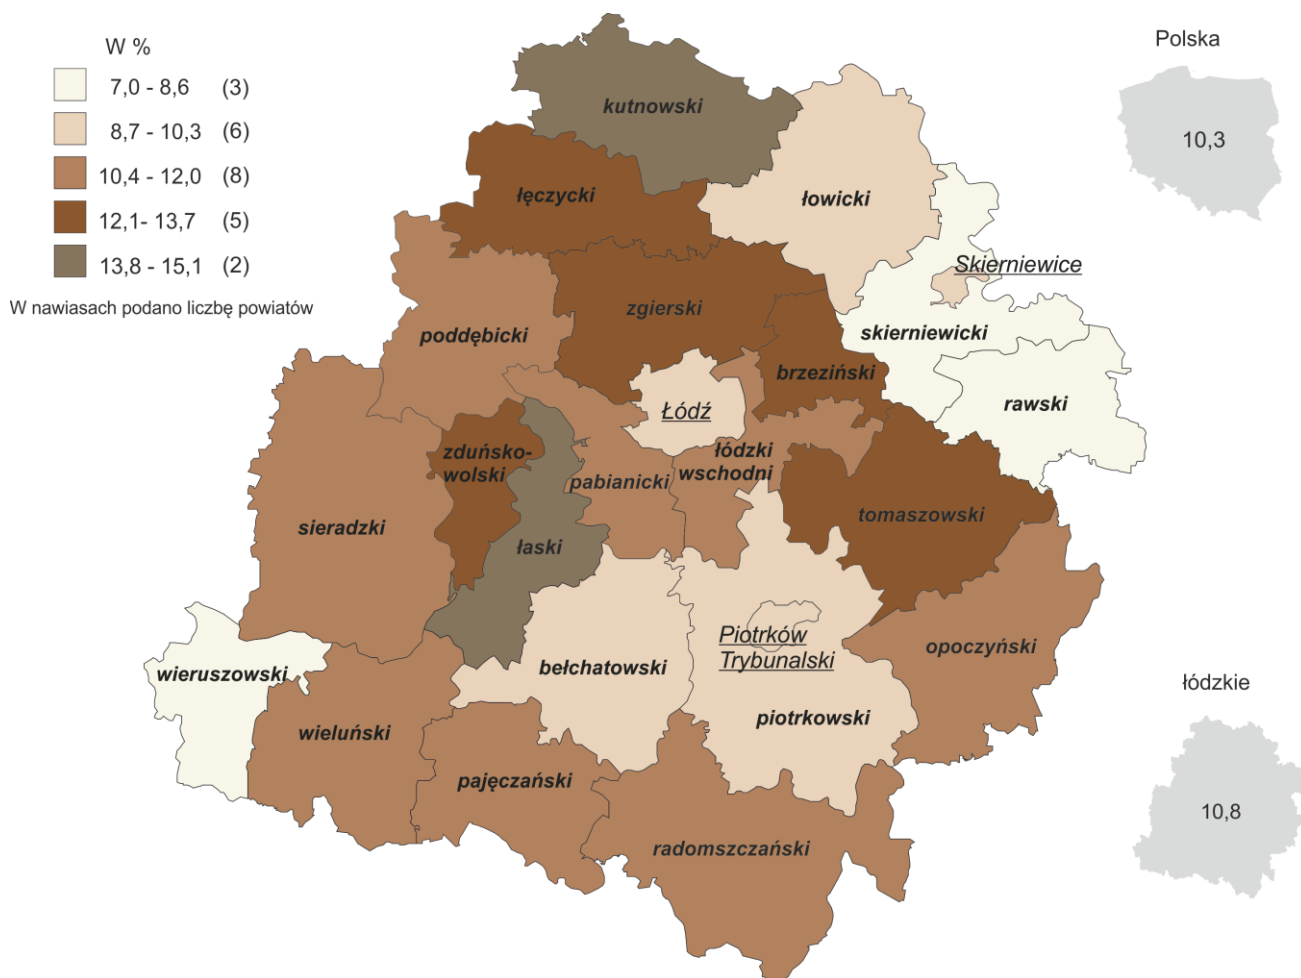 W %
7,0 - 8,6 (3)
8,7 - 10,3 (6)
10,4 - 12,0 (8)
12,1- 13,7 (5)
13,8 - 15,1 (2)
W nawiasach podano liczbę powiatów
Polska
10,3
kutnowski
łęczycki
łowicki
Skierniewice
zgierski
skierniewicki
poddębicki
brzeziński
rawski
Łódź
zduńsko-
wolski
łódzki
wschodni
pabianicki
sieradzki
łaski
tomaszowski
Piotrków
Trybunalski
opoczyński
wieruszowski
bełchatowski
piotrkowski
wieluński
pajęczański
radomszczański
łódzkie
10,8